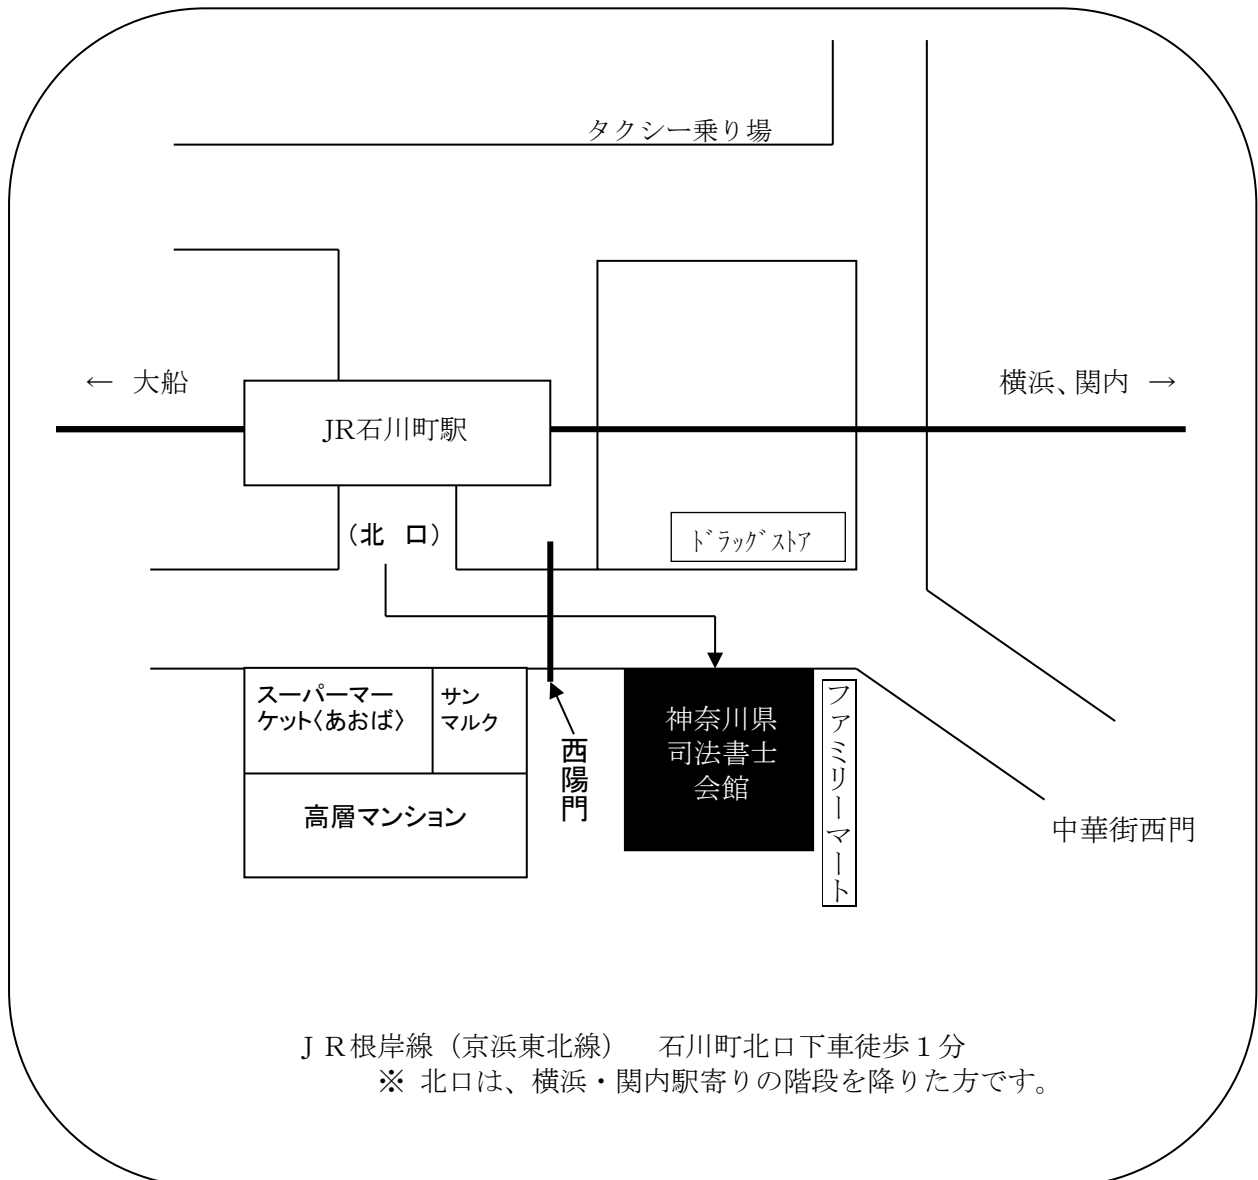 タクシー乗り場
← 大船
横浜、関内 →
JR石川町駅
（北 口）
ﾄﾞﾗｯｸﾞｽﾄｱ
スーパーマー
ケット〈あおば〉
サン
マルク
西陽門
神奈川県
司法書士
会館
ファミリーマート
高層マンション
中華街西門
ＪＲ根岸線（京浜東北線）　石川町北口下車徒歩１分
※ 北口は、横浜・関内駅寄りの階段を降りた方です。